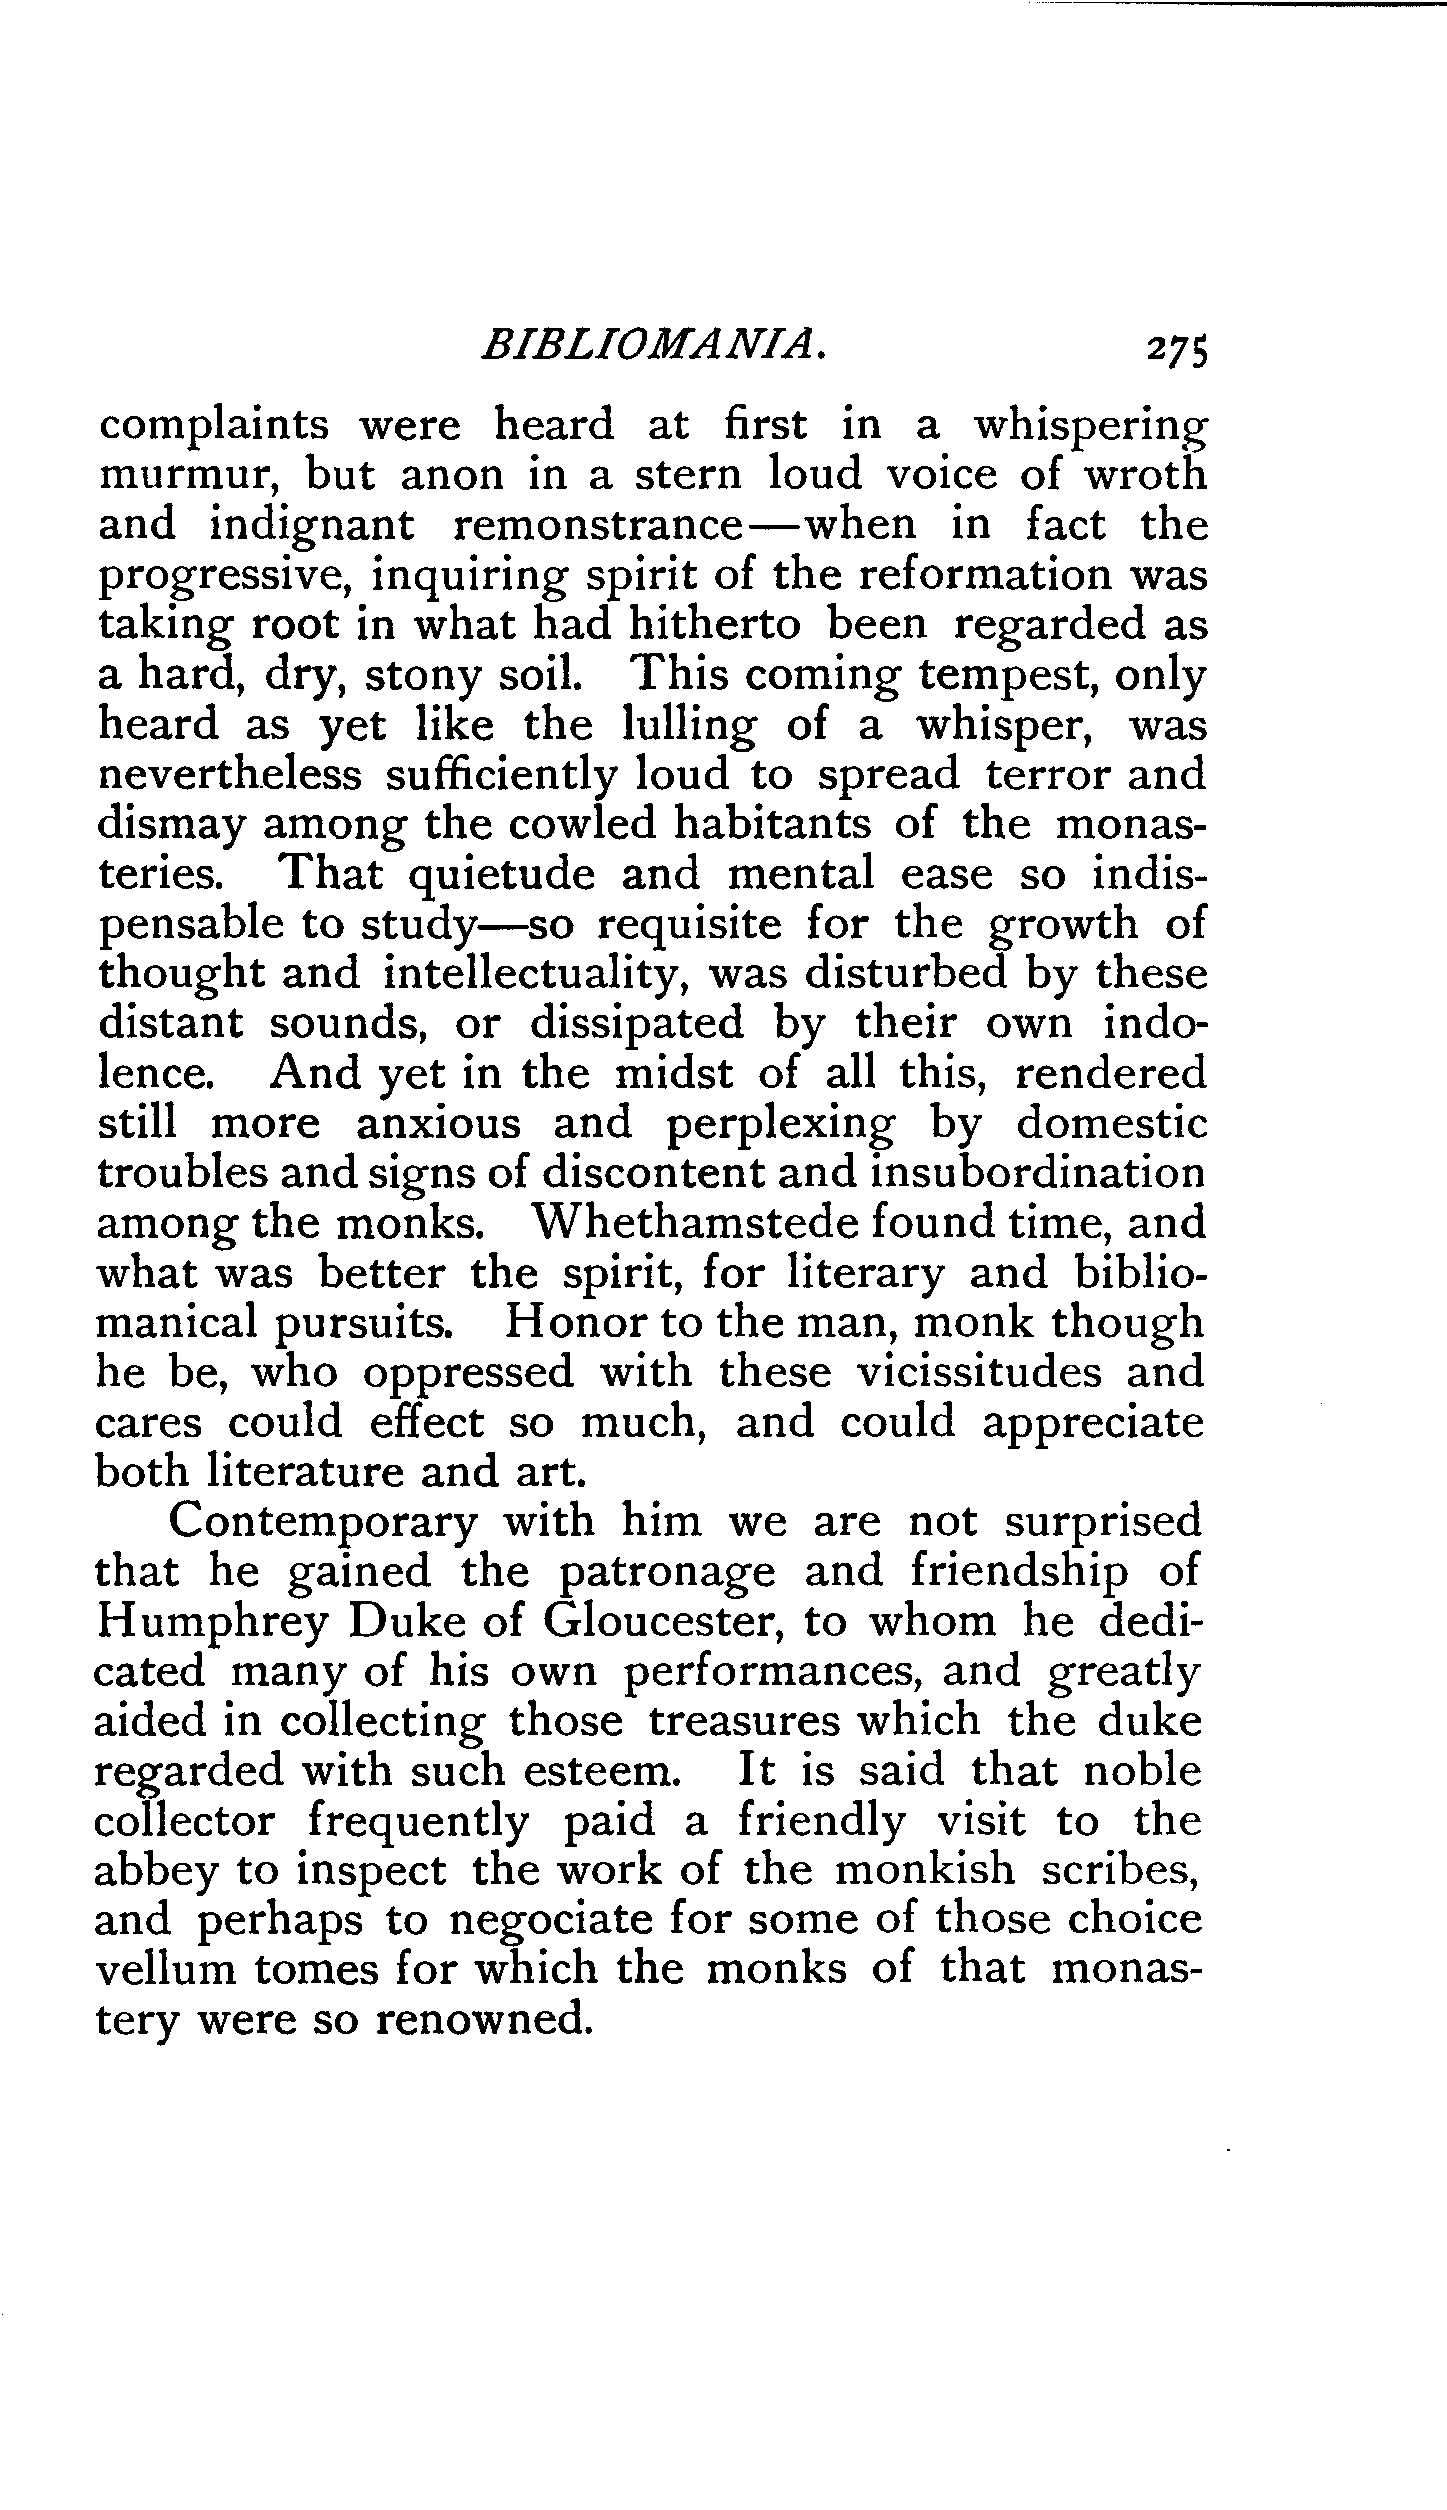 BIBLIOMANIA. 275
complaints were heard at first in a whispering
murmur, but anon in a stern loud voice of wroth
and indignant remonstrance—when in fact the
progressive, inquiring spirit of the reformation was
taking root in what had hitherto been regarded as
a hard, dry, stony soil. This coming tempest, only
heard as yet like the lulling of a whisper, was
nevertheless sufficiently loud to spread terror and
dismay among the cowled habitants of the monas-
teries. That quietude and mental ease so indis-
pensable to study—so requisite for the growth of
thought and intellectuality, was disturbed by these
distant sounds, or dissipated by their own indo-
lence. And yet in the midst of all this, rendered
still more anxious and perplexing by domestic
troubles and signs of discontent and insubordination
among the monks. Whethamstede found time, and
what was better the spirit, for literary and biblio-
manical pursuits. Honor to the man, monk though
he be, who oppressed with these vicissitudes and
cares could effect so much, and could appreciate
both literature and art.
Contemporary with him we are not surprised
that he gained the patronage and friendship of
Humphrey Duke of Gloucester, to whom he dedi-
cated many of his own performances, and greatly
aided in collecting those treasures which the duke
regarded with such esteem. It is said that noble
collector frequently paid a friendly visit to the
abbey to inspect the work of the monkish scribes,
and perhaps to negociate for some of those choice
vellum tomes for which the monks of that monas-
tery were so renowned.